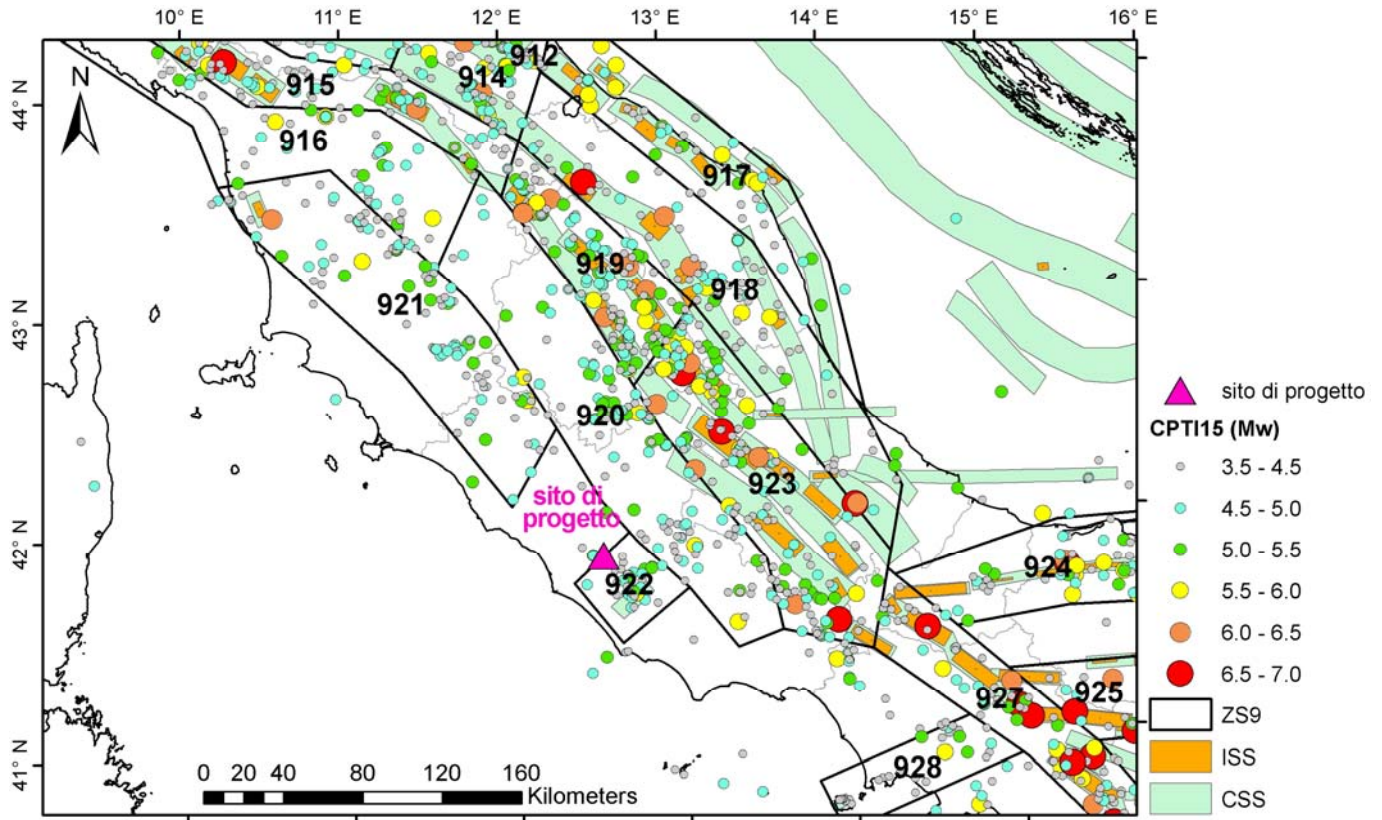 10° E 11° E 12° E 13° E 14° E 15° E 16° E
44° N
43° N
42° N
41° N
N
912
914
915
916
917
919
918
921
920
923
sito di
progetto
922
924
927
925
928
0 20 40 80 120 160
Kilometers
sito di progetto
CPTI15 (Mw)
3.5 - 4.5
4.5 - 5.0
5.0 - 5.5
5.5 - 6.0
6.0 - 6.5
6.5 - 7.0
ZS9
ISS
CSS